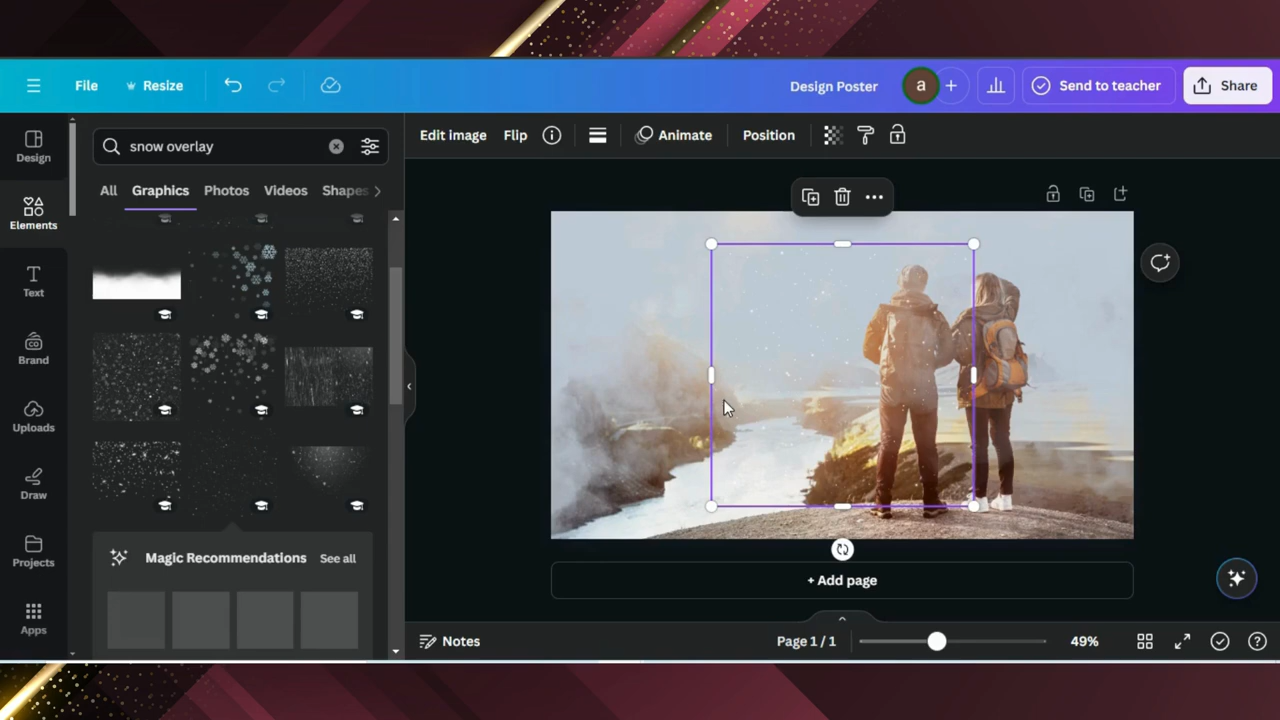 File
Resize
Design Poster
a
Send to teacher
Share
Design
Elements
Text
Brand
CO
Uploads
Draw
Projects
Apps
snow overlay
All
Graphics
Photos
Videos
Shapes
Magic Recommendations
See all
Edit image
Flip
Animate
Position
+ Add page
Notes
Page 1 / 1
49%